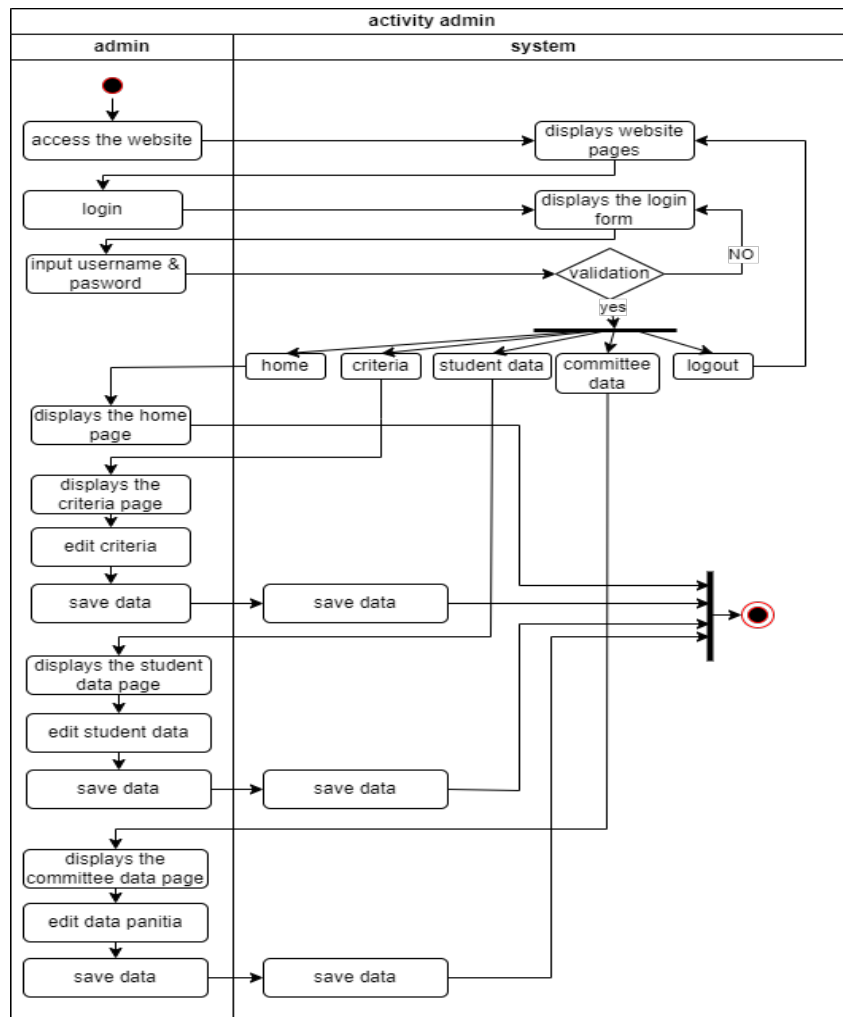 activity admin
admin
system
access the website
displays website
pages
login
displays the login
form
input username &
pasword
validation
NO
yes
home
criteria
student data
committee
data
logout
displays the home
page
displays the
criteria page
edit criteria
save data
save data
displays the student
data page
edit student data
save data
save data
displays the
committee data page
edit data panitia
save data
save data